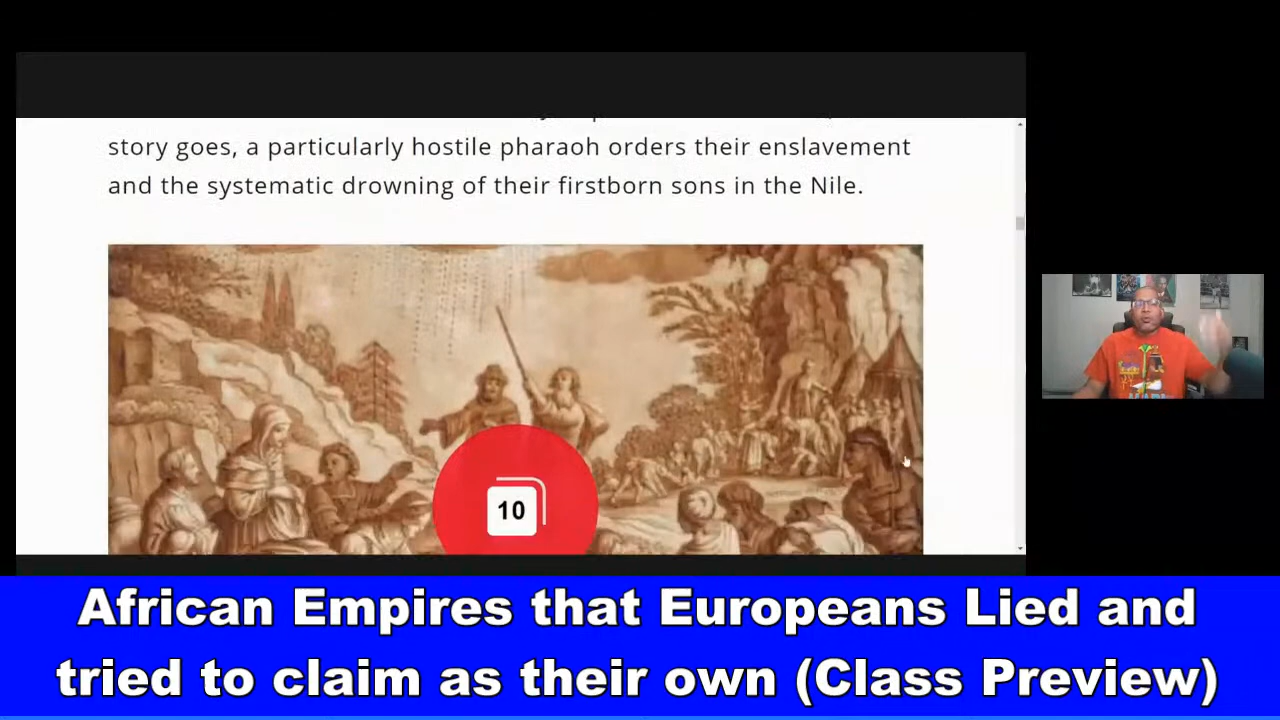 story goes, a particularly hostile pharaoh orders their enslavement
and the systematic drowning of their firstborn sons in the Nile.
10
African Empires that Europeans Lied and
tried to claim as their own (Class Preview)